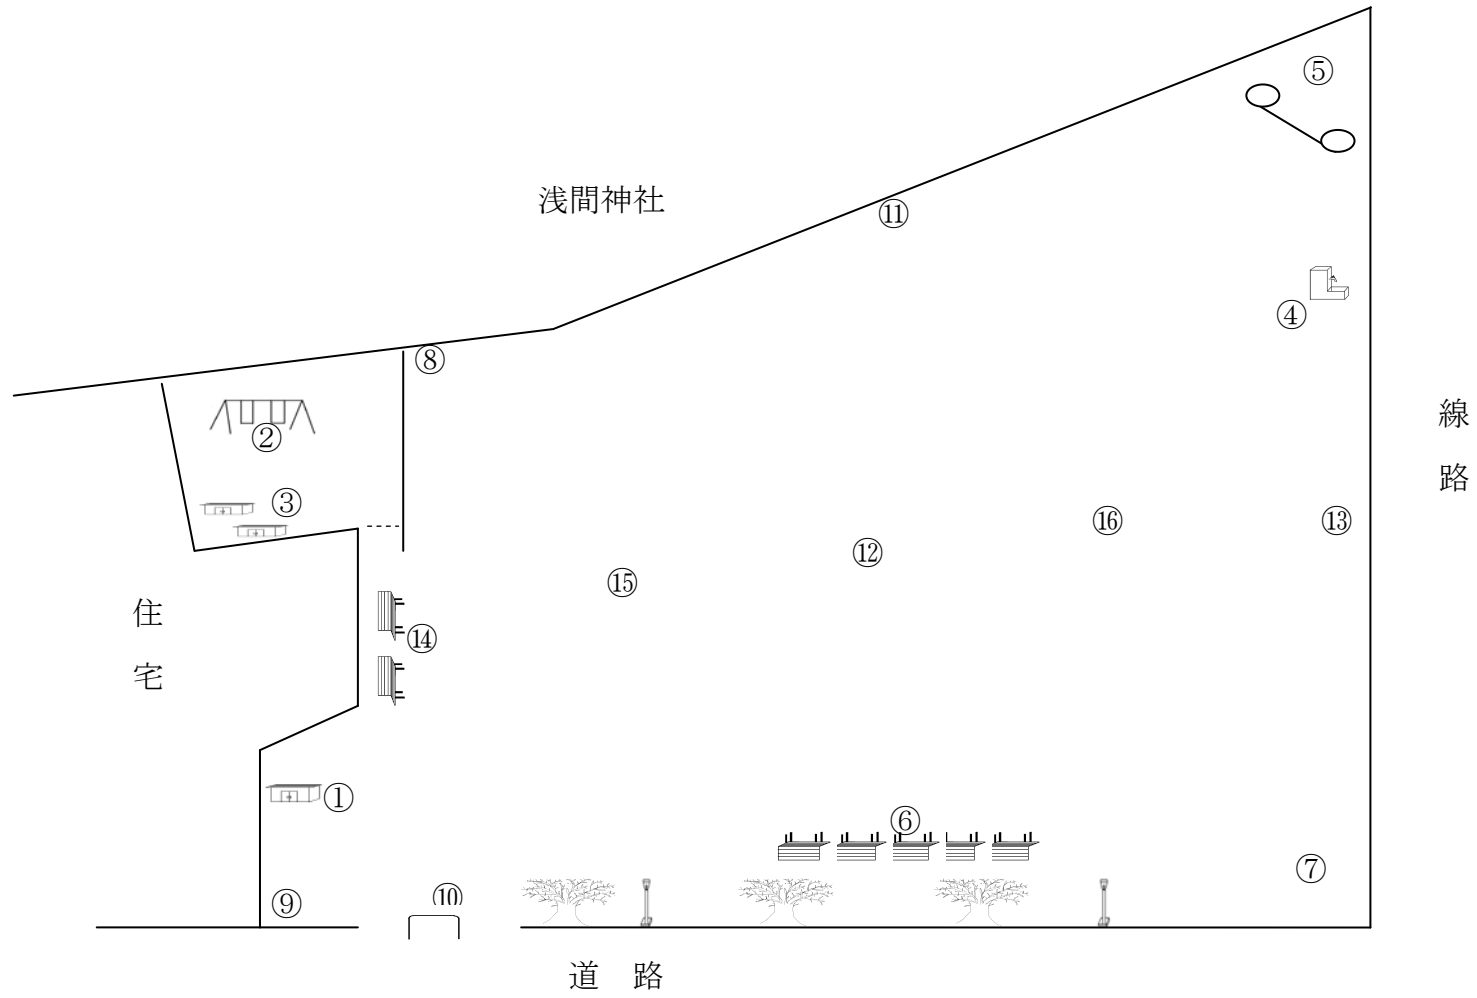 ⑤
浅間神社
⑪
④
⑧
線
路
②
③
⑯
⑬
⑫
⑮
住
宅
⑭
①
⑥
⑦
⑨
⑩
道 路